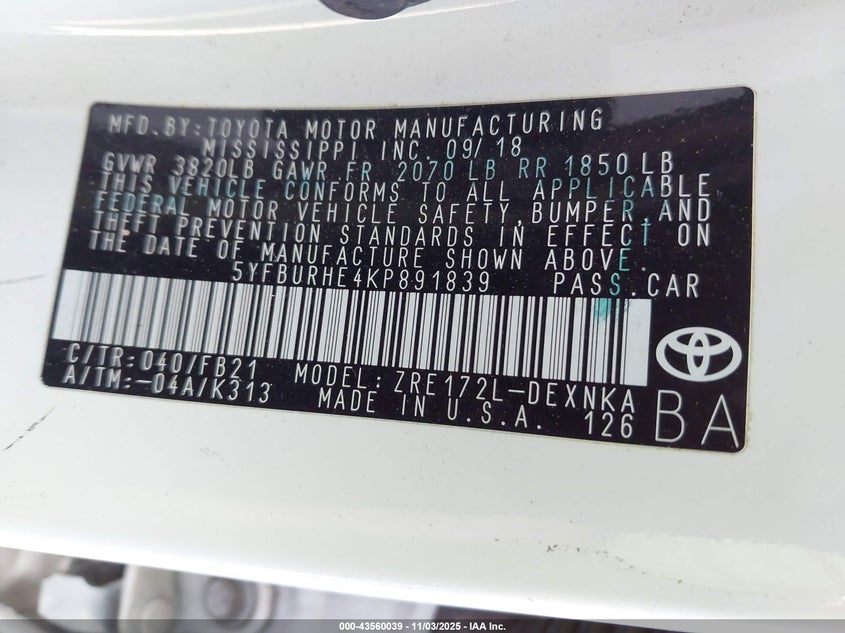 MFD.BY:TOYOTA MOTOR MANUFACTURING
MISSISSIPPI INC. 09/18
GVWR 3820LB GAWR FR 2070 LB RR 1850 LB
THIS VEHICLE CONFORMS TO ALL APPLICABLE
FEDERAL MOTOR VEHICLE SAFETY,BUMPER,AND
THEFT PREVENTION STANDARDS IN EFFECT ON
THE DATE OF MANUFACTURE SHOWN ABOVE
5YFBURHE4KP891839 PASS.CAR
C/TR:040/FB21 MODEL:ZRE172L-DEXNKA
A/TM:-04A/K313 MADE IN U.S.A. 126
BA
000-43560039 - 11/03/2025 - IAA Inc.